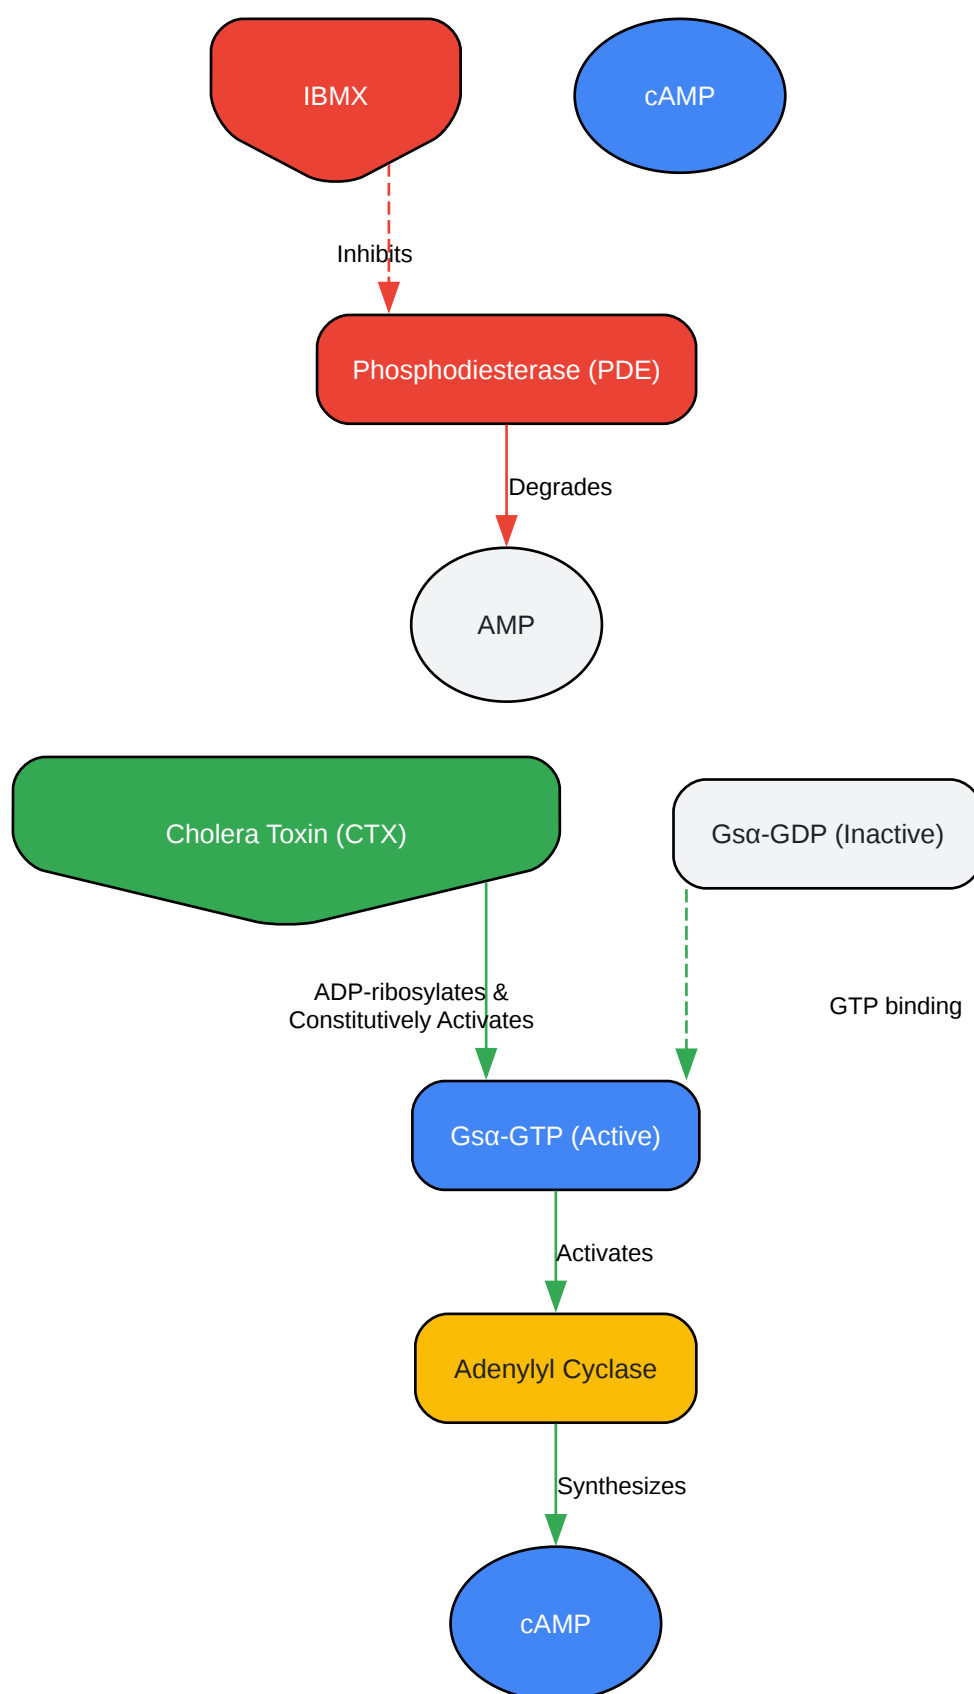 IBMX
cAMP
Inhibits
Phosphodiesterase (PDE)
Degrades
AMP
Cholera Toxin (CTX)
Gsα-GDP (Inactive)
ADP-ribosylates &
Constitutively Activates
GTP binding
Gsα-GTP (Active)
Activates
Adenylyl Cyclase
Synthesizes
cAMP